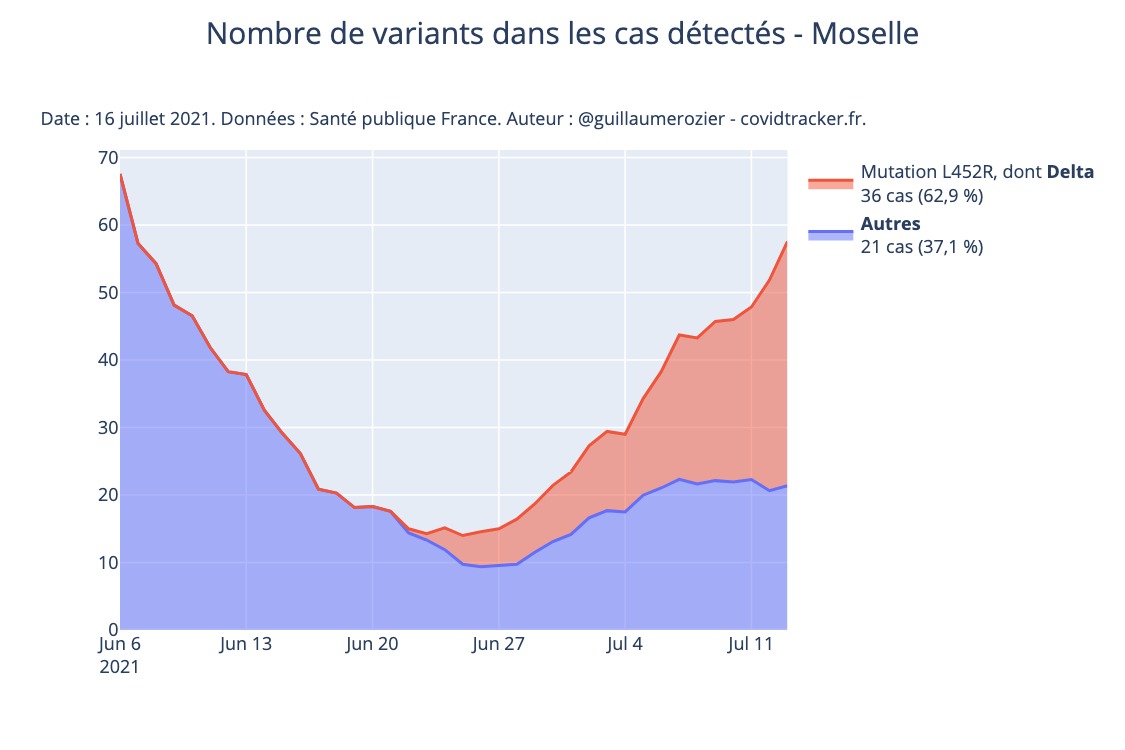 Nombre de variants dans les cas détectés - Moselle
Date : 16 juillet 2021. Données : Santé publique France. Auteur : @guillaumerozier - covidtracker.fr.
70
60
50
40
30
20
10
0
Jun 6
2021
Jun 13
Jun 20
Jun 27
Jul 4
Jul 11
Mutation L452R, dont Delta
36 cas (62,9 %)
Autres
21 cas (37,1 %)